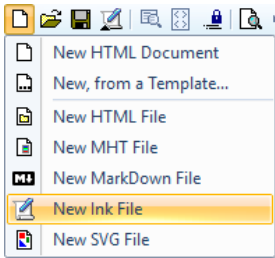 New HTML Document
New, from a Template...
New HTML File
New MHT File
M↓ New MarkDown File
New Ink File
New SVG File